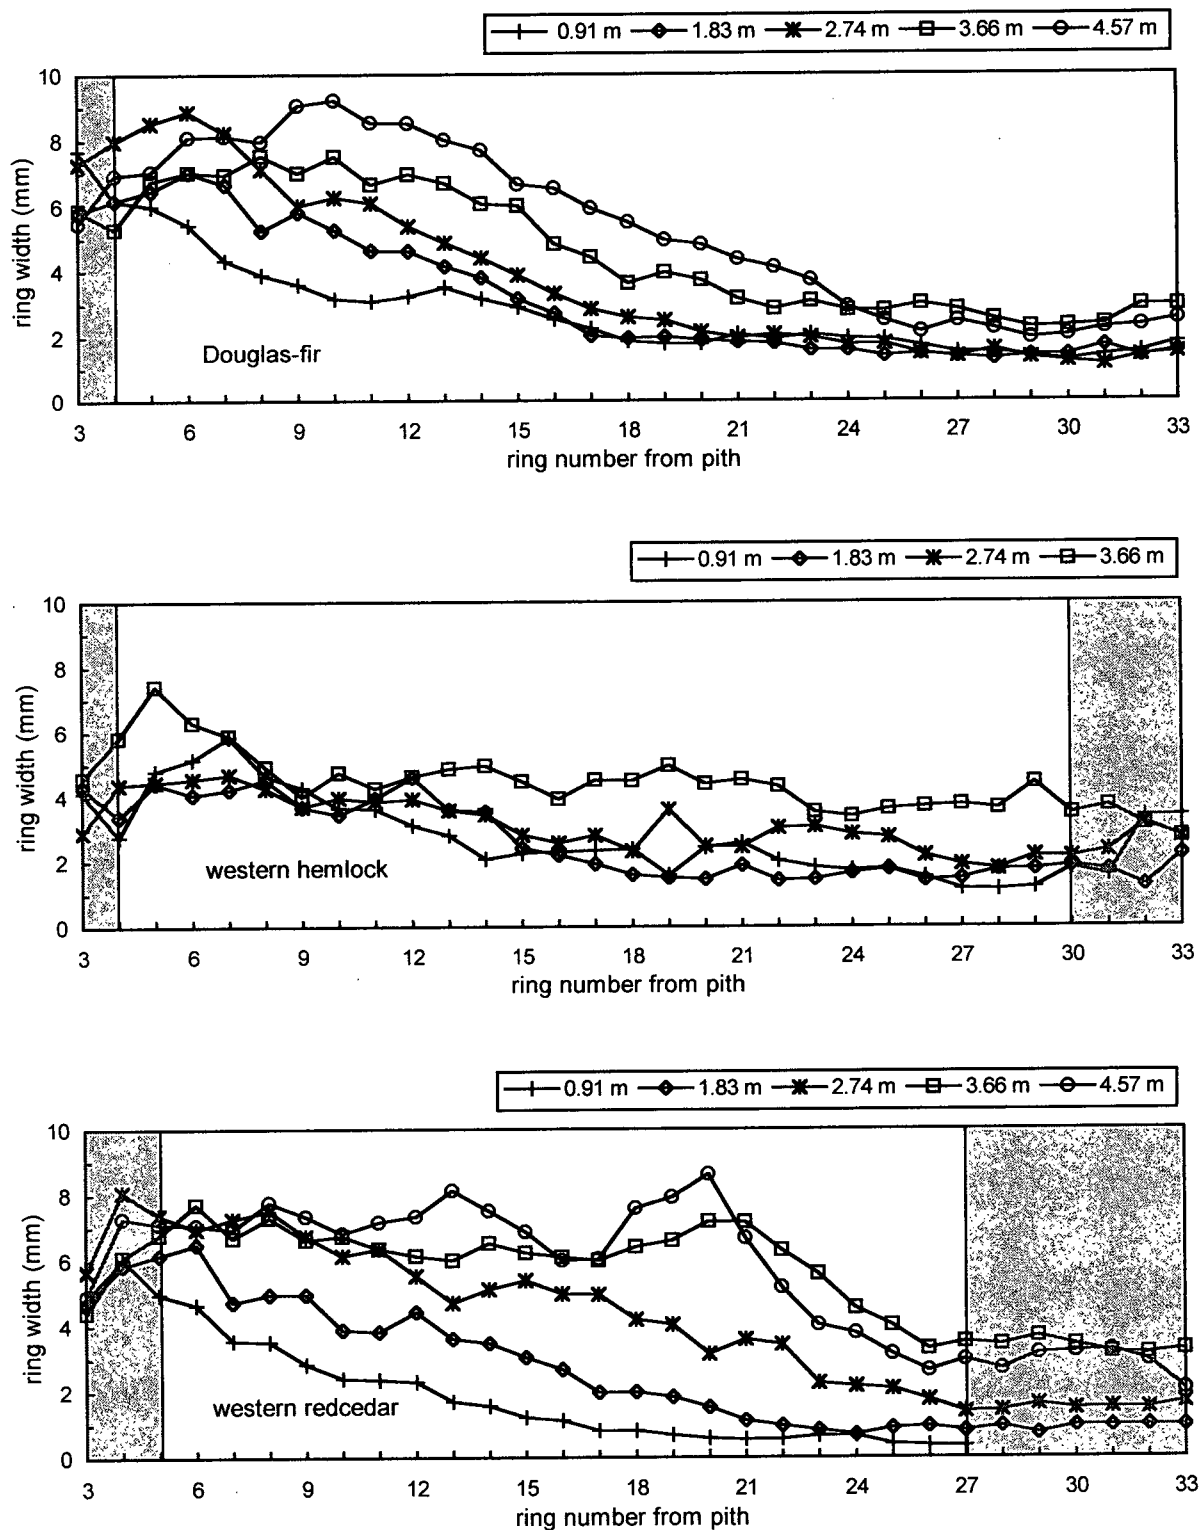 0.91 m 1.83 m 2.74 m 3.66 m 4.57 m
10
8
6
4
2
0
ring width (mm)
Douglas-fir
3 6 9 12 15 18 21 24 27 30 33
ring number from pith
0.91 m 1.83 m 2.74 m 3.66 m
10
8
6
4
2
0
ring width (mm)
western hemlock
3 6 9 12 15 18 21 24 27 30 33
ring number from pith
0.91 m 1.83 m 2.74 m 3.66 m 4.57 m
10
8
6
4
2
0
ring width (mm)
western redcedar
3 6 9 12 15 18 21 24 27 30 33
ring number from pith